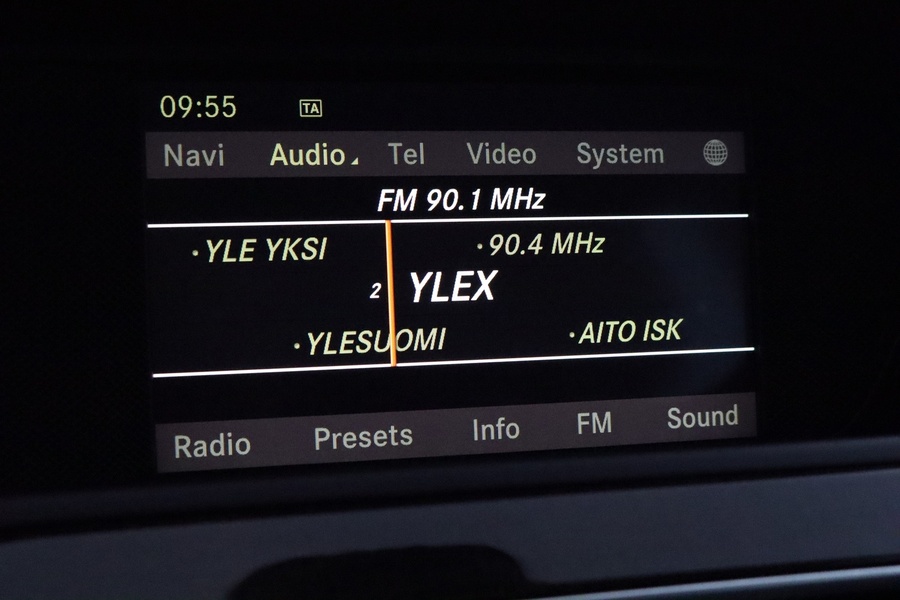 09:55 TA
Navi Audio Tel Video System
FM 90.1 MHz
·YLE YKSI ·90.4 MHz
2 YLEX
·YLESUOMI ·AITO ISK
Radio Presets Info FM Sound